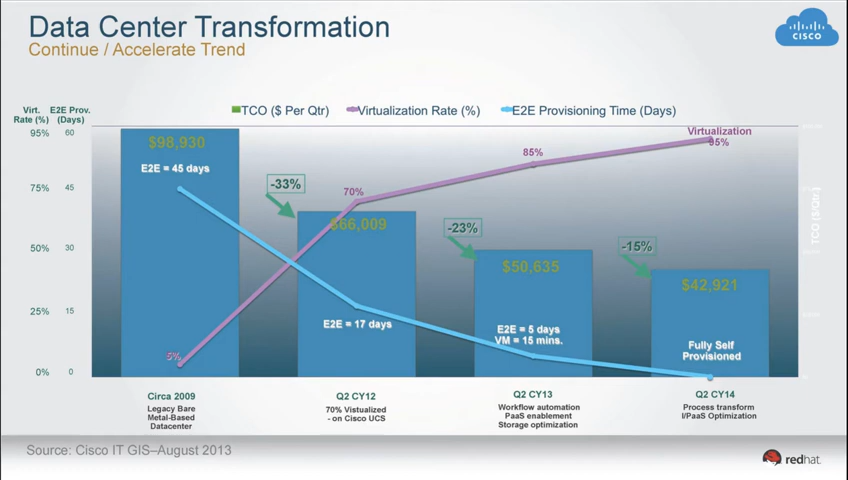 Data Center Transformation
Continue / Accelerate Trend
CISCO
TCO ($ Per Qtr) Virtualization Rate (%) E2E Provisioning Time (Days)
Virt. Rate (%)
E2E Prov. (Days)
95% 60
75% 45
50% 30
25% 15
0% 0
TCO ($/Qtr.)
$98,930
E2E = 45 days
5%
-33%
70%
$66,009
E2E = 17 days
-23%
85%
$50,635
E2E = 5 days
VM = 15 mins.
-15%
Virtualization
95%
$42,921
Fully Self
Provisioned
Circa 2009
Legacy Bare
Metal-Based
Datacenter
Q2 CY12
70% Vistualized
- on Cisco UCS
Q2 CY13
Workflow automation
PaaS enablement
Storage optimization
Q2 CY14
Process transform
I/PaaS Optimization
Source: Cisco IT GIS–August 2013
redhat.